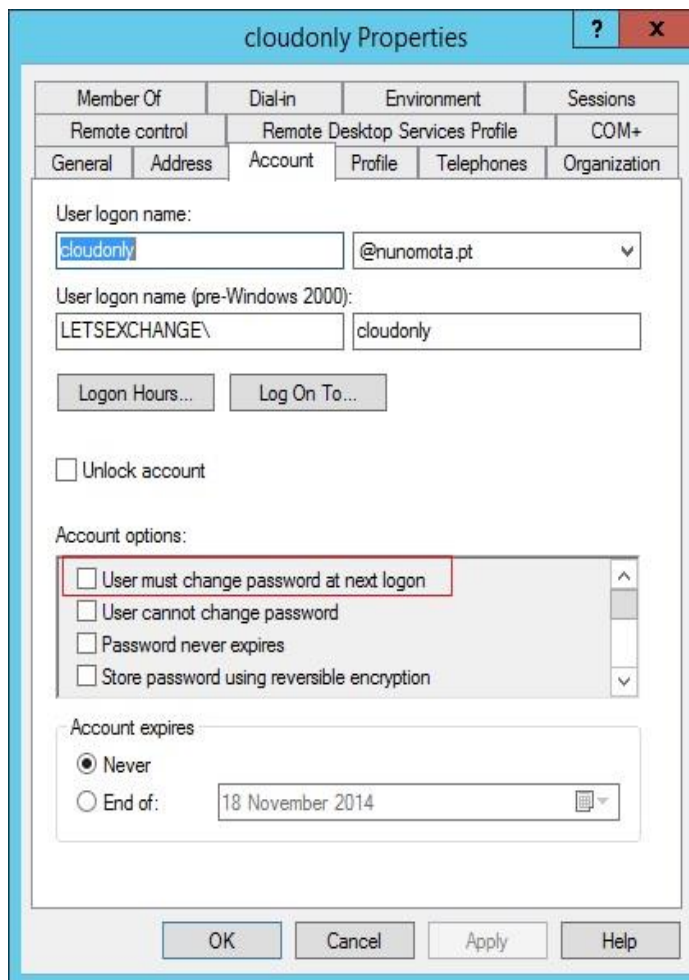 cloudonly Properties
?
x
Member Of Dial-in Environment Sessions
Remote control Remote Desktop Services Profile COM+
General Address Account Profile Telephones Organization
User logon name:
cloudonly @nunomota.pt
User logon name (pre-Windows 2000):
LETSEXCHANGE\ cloudonly
Logon Hours... Log On To...
Unlock account
Account options:
User must change password at next logon
User cannot change password
Password never expires
Store password using reversible encryption
Account expires
Never
End of: 18 November 2014
OK Cancel Apply Help